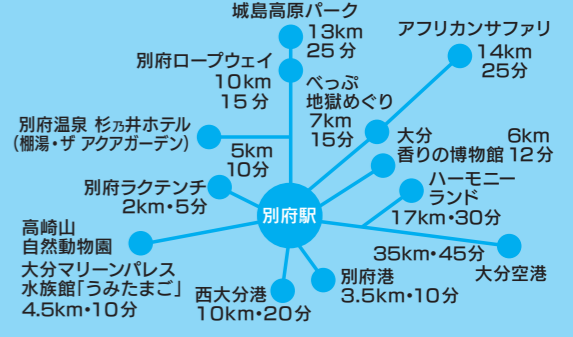 城島高原パーク
13km
25分
アフリカンサファリ
14km
25分
別府ロープウェイ
10km
15分
べっぷ
地獄めぐり
7km
15分
別府温泉 杉乃井ホテル
(棚湯・ザ アクアガーデン)
5km
10分
大分
香りの博物館
6km
12分
別府ラクテンチ
2km・5分
ハーモニー
ランド
17km・30分
別府駅
高崎山
自然動物園
大分マリーンパレス
水族館「うみたまご」
4.5km・10分
西大分港
10km・20分
別府港
3.5km・10分
35km・45分
大分空港